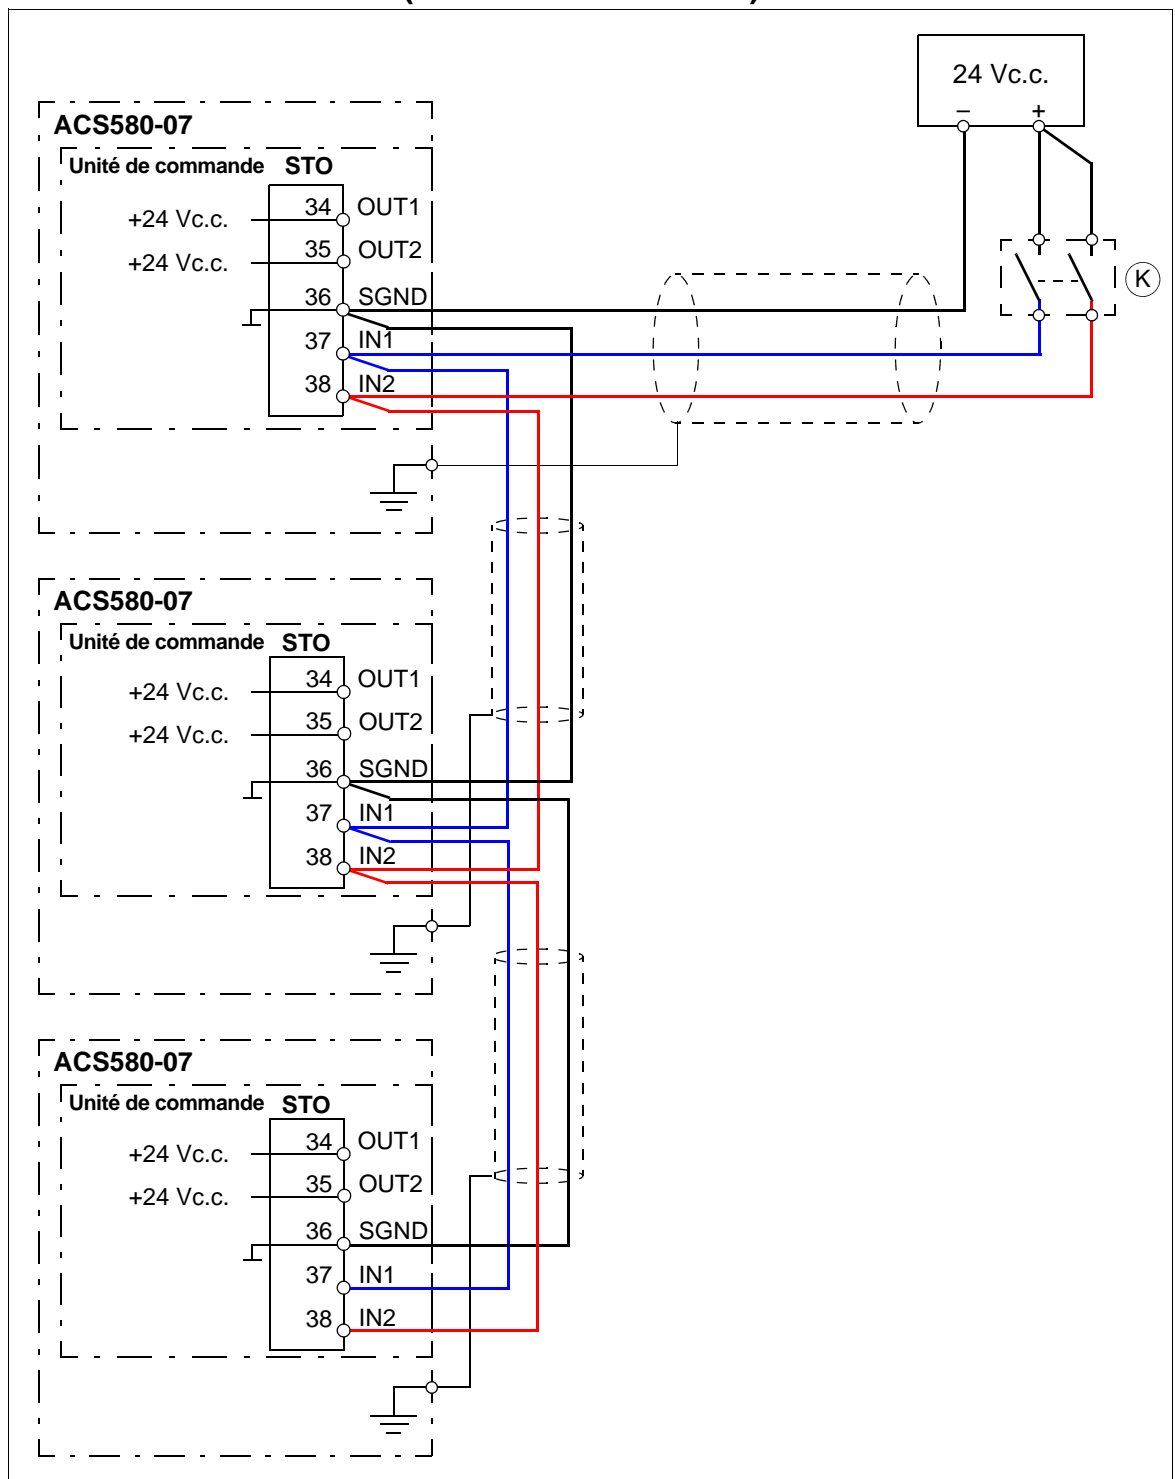 24 Vc.c.
– +
ACS580-07
Unité de commande STO
34 OUT1
+24 Vc.c.
35 OUT2
+24 Vc.c.
36 SGND
K
37 IN1
38 IN2
ACS580-07
Unité de commande STO
34 OUT1
+24 Vc.c.
35 OUT2
+24 Vc.c.
36 SGND
37 IN1
38 IN2
ACS580-07
Unité de commande STO
34 OUT1
+24 Vc.c.
35 OUT2
+24 Vc.c.
36 SGND
37 IN1
38 IN2